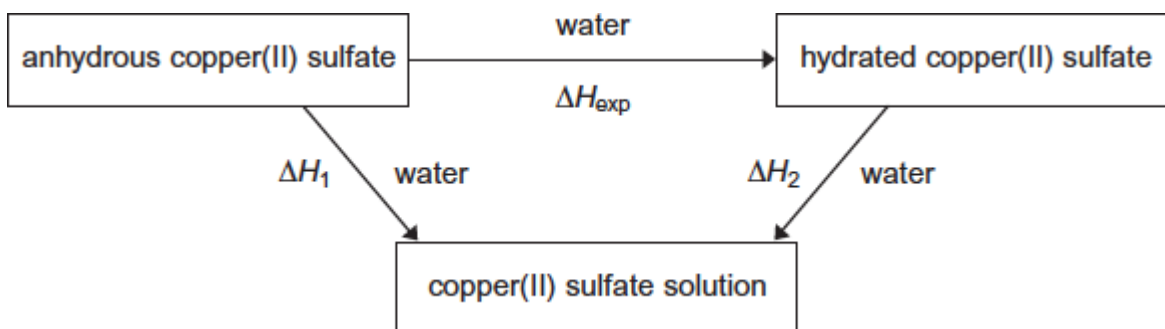 water
anhydrous copper(II) sulfate
hydrated copper(II) sulfate
ΔHexp
ΔH1
water
ΔH2
water
copper(II) sulfate solution